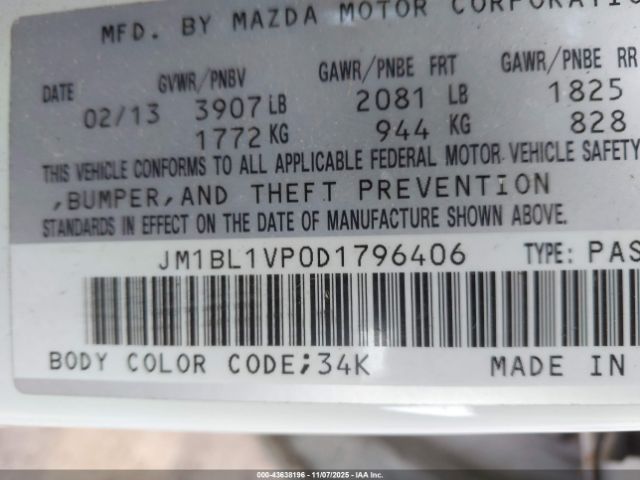 MFD. BY MAZDA MOTOR CORPORATIO
DATE GVWR/PNBV GAWR/PNBE FRT GAWR/PNBE RR
02/13 3907 LB 2081 LB 1825
1772 KG 944 KG 828
THIS VEHICLE CONFORMS TO ALL APPLICABLE FEDERAL MOTOR VEHICLE SAFETY
,BUMPER,AND THEFT PREVENTION
STANDARDS IN EFFECT ON THE DATE OF MANUFACTURE SHOWN ABOVE.
JM1BL1VP0D1796406 TYPE: PAS
BODY COLOR CODE;34K MADE IN
000-43638196 - 11/07/2025 - IAA Inc.